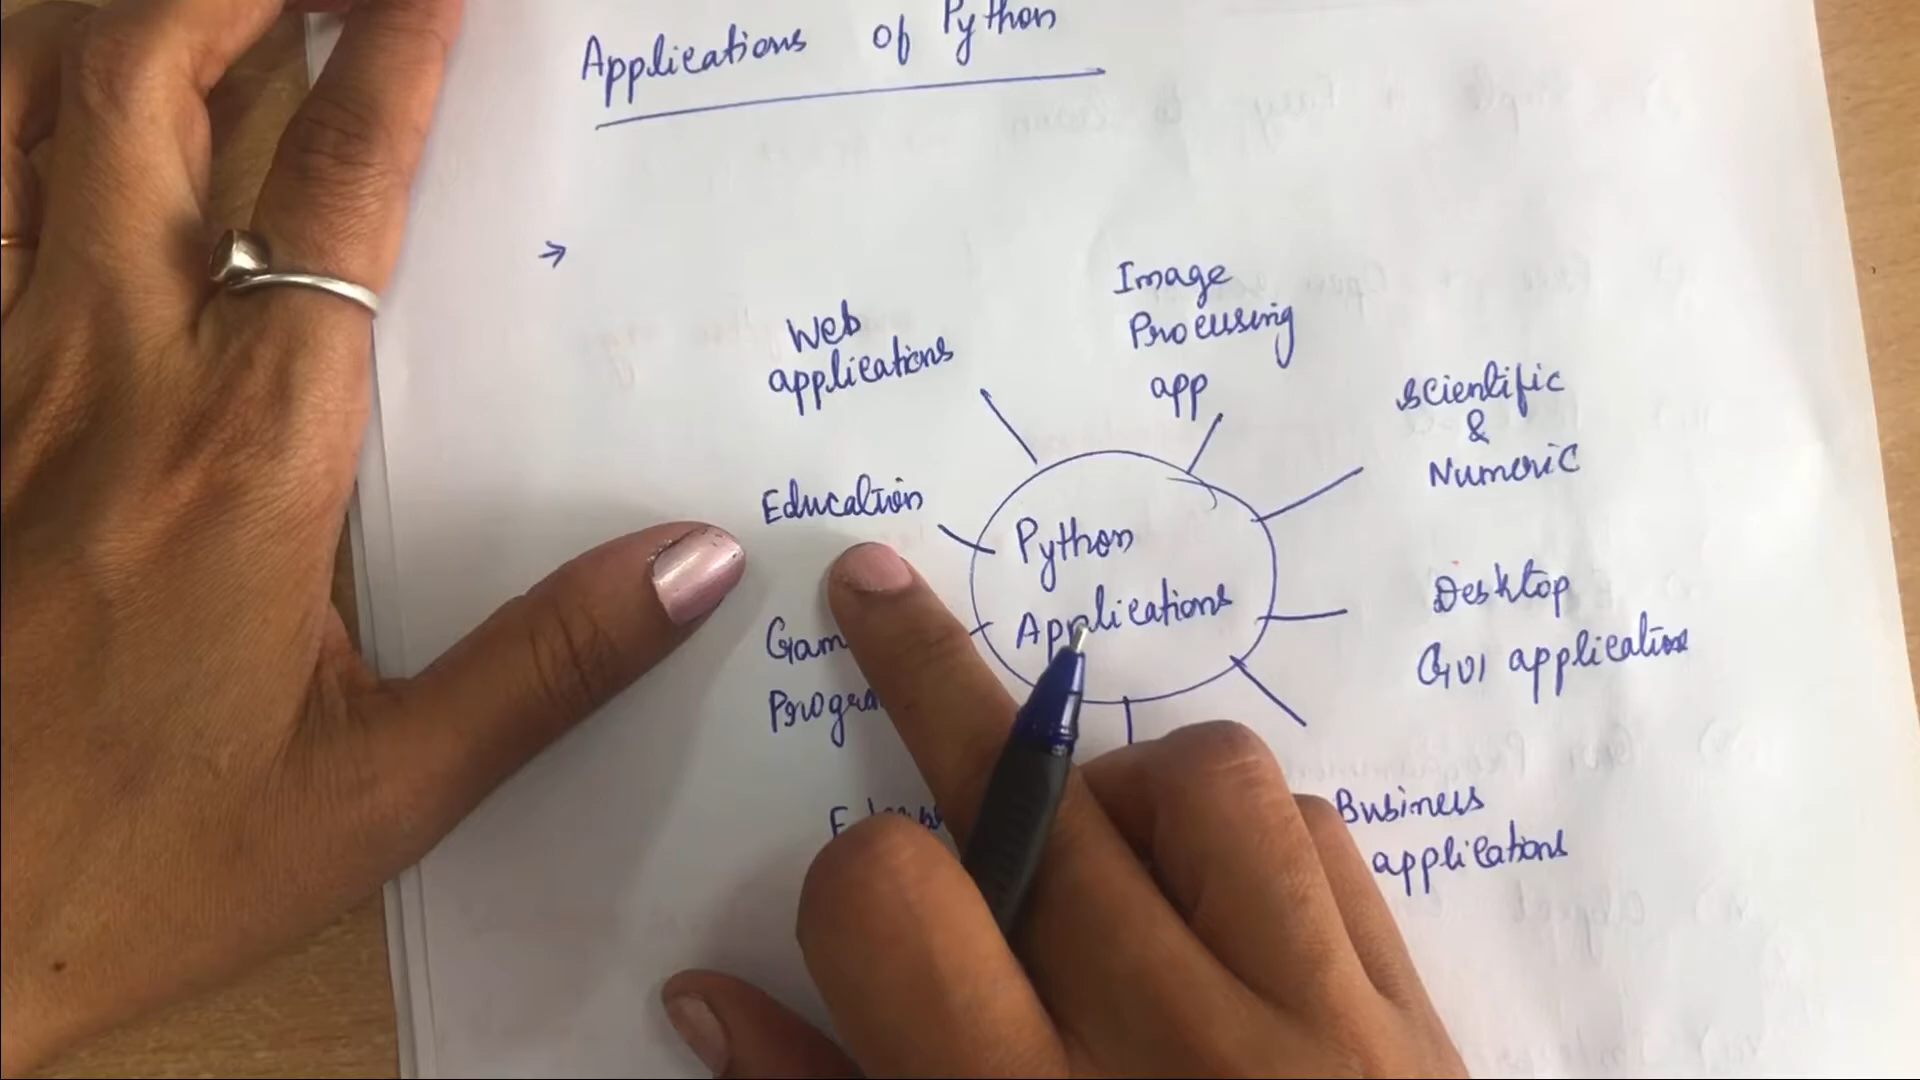 Applications of Python
→
Web
applications
Image
Processing
app
Scientific
&
Numeric
Education
Python
Applications
Desktop
GUI applications
Business
applications